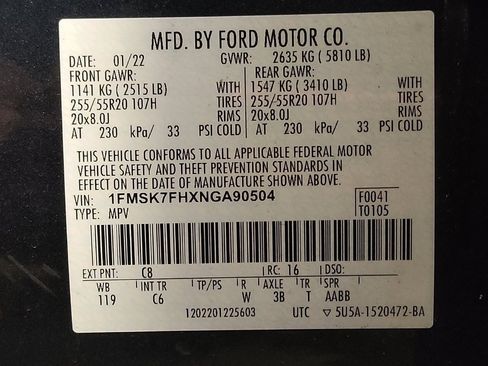 MFD. BY FORD MOTOR CO.
DATE: 01/22 GVWR: 2635 KG ( 5810 LB)
FRONT GAWR: REAR GAWR:
1141 KG ( 2515 LB) WITH 1547 KG ( 3410 LB) WITH
255/55R20 107H TIRES 255/55R20 107H TIRES
20x8.0J RIMS 20x8.0J RIMS
AT 230 kPa/ 33 PSI COLD AT 230 kPa/ 33 PSI COLD
THIS VEHICLE CONFORMS TO ALL APPLICABLE FEDERAL MOTOR
VEHICLE SAFETY AND THEFT PREVENTION STANDARDS IN
EFFECT ON THE DATE OF MANUFACTURE SHOWN ABOVE.
VIN: 1FMSK7FHXNGA90504 F0041
TYPE: MPV T0105
EXT PNT: C8 RC: 16 DSO:
WB INT TR TP/PS R AXLE TR SPR
119 C6 W 3B T AABB
1202201225603 UTC ▽ 5U5A-1520472-BA